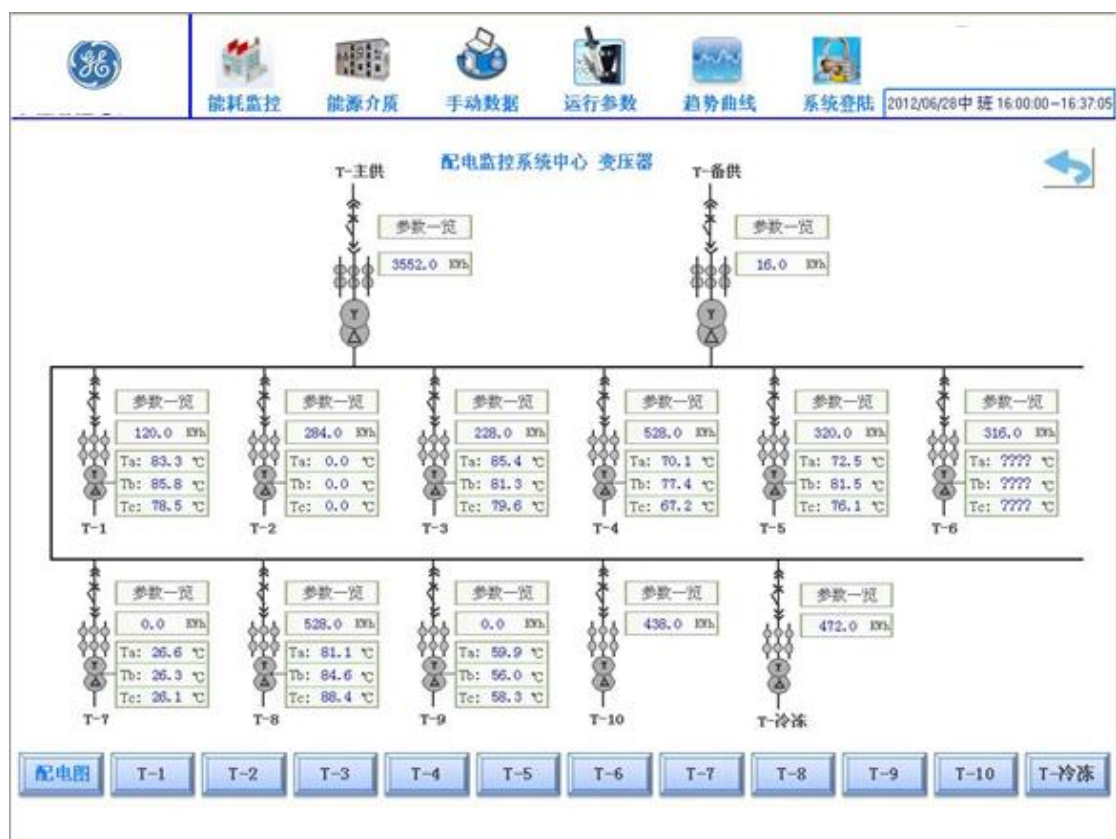 GE
能耗监控 能源介质 手动数据 运行参数 趋势曲线 系统登陆 2012/06/28中 班 16:00:00-16:37:05
配电监控系统中心 变压器
T-主供 T-备供
参数一览 参数一览
3552.0 KWh 16.0 KWh
参数一览 参数一览 参数一览 参数一览 参数一览 参数一览
120.0 KWh 284.0 KWh 228.0 KWh 528.0 KWh 320.0 KWh 316.0 KWh
Ta: 83.3 ℃ Ta: 0.0 ℃ Ta: 85.4 ℃ Ta: 70.1 ℃ Ta: 72.5 ℃ Ta: ???? ℃
Tb: 85.8 ℃ Tb: 0.0 ℃ Tb: 81.3 ℃ Tb: 77.4 ℃ Tb: 81.5 ℃ Tb: ???? ℃
Tc: 78.5 ℃ Tc: 0.0 ℃ Tc: 79.6 ℃ Tc: 67.2 ℃ Tc: 76.1 ℃ Tc: ???? ℃
T-1 T-2 T-3 T-4 T-5 T-6
参数一览 参数一览 参数一览 参数一览 参数一览
0.0 KWh 528.0 KWh 0.0 KWh 438.0 KWh 472.0 KWh
Ta: 26.6 ℃ Ta: 81.1 ℃ Ta: 59.9 ℃
Tb: 26.3 ℃ Tb: 84.6 ℃ Tb: 56.0 ℃
Tc: 26.1 ℃ Tc: 88.4 ℃ Tc: 58.3 ℃
T-7 T-8 T-9 T-10 T-冷冻
配电图 T-1 T-2 T-3 T-4 T-5 T-6 T-7 T-8 T-9 T-10 T-冷冻